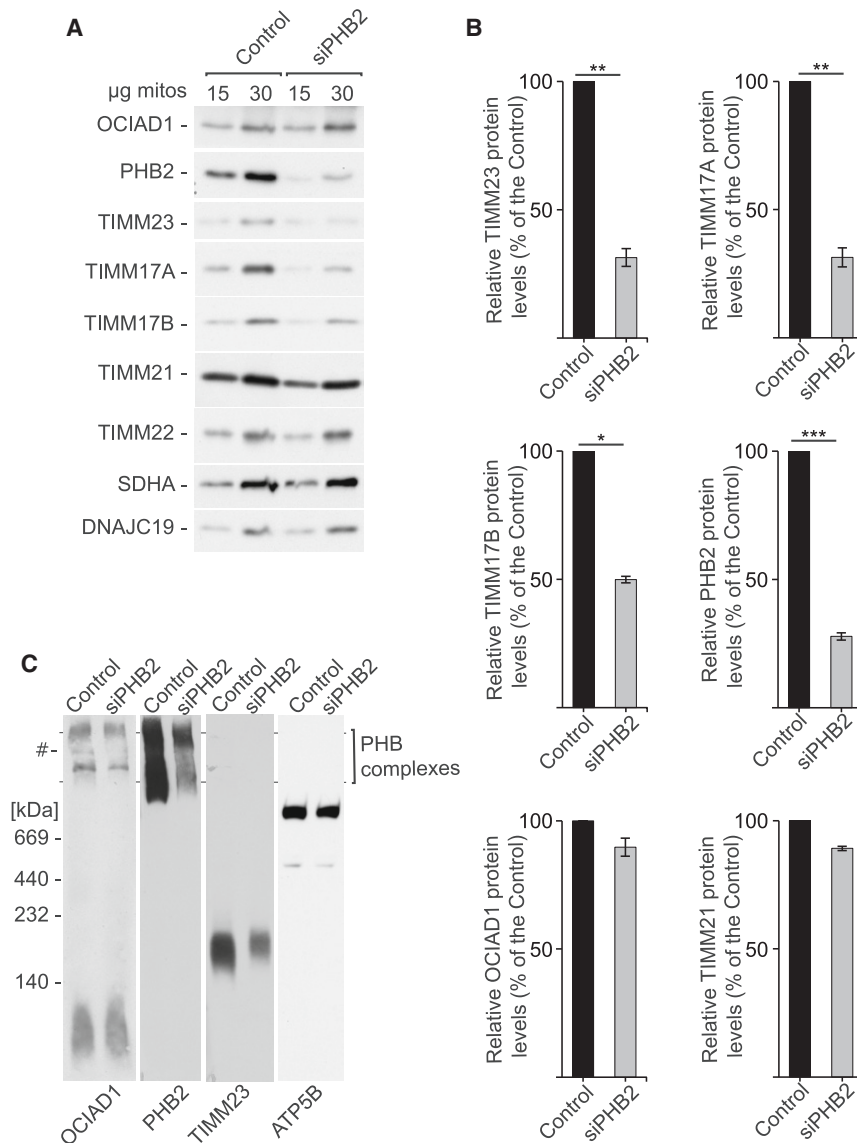 A
Control
siPHB2
µg mitos
15 30 15 30
OCIAD1 -
PHB2 -
TIMM23 -
TIMM17A -
TIMM17B -
TIMM21 -
TIMM22 -
SDHA -
DNAJC19 -
B
Relative TIMM23 protein
levels (% of the Control)
100
50
**
Control
siPHB2
Relative TIMM17A protein
levels (% of the Control)
100
50
**
Control
siPHB2
Relative TIMM17B protein
levels (% of the Control)
100
50
*
Control
siPHB2
Relative PHB2 protein
levels (% of the Control)
100
50
***
Control
siPHB2
Relative OCIAD1 protein
levels (% of the Control)
100
50
Control
siPHB2
Relative TIMM21 protein
levels (% of the Control)
100
50
Control
siPHB2
C
Control
siPHB2
Control
siPHB2
Control
siPHB2
Control
siPHB2
#-
PHB
complexes
[kDa]
669 -
440 -
232 -
140 -
OCIAD1
PHB2
TIMM23
ATP5B